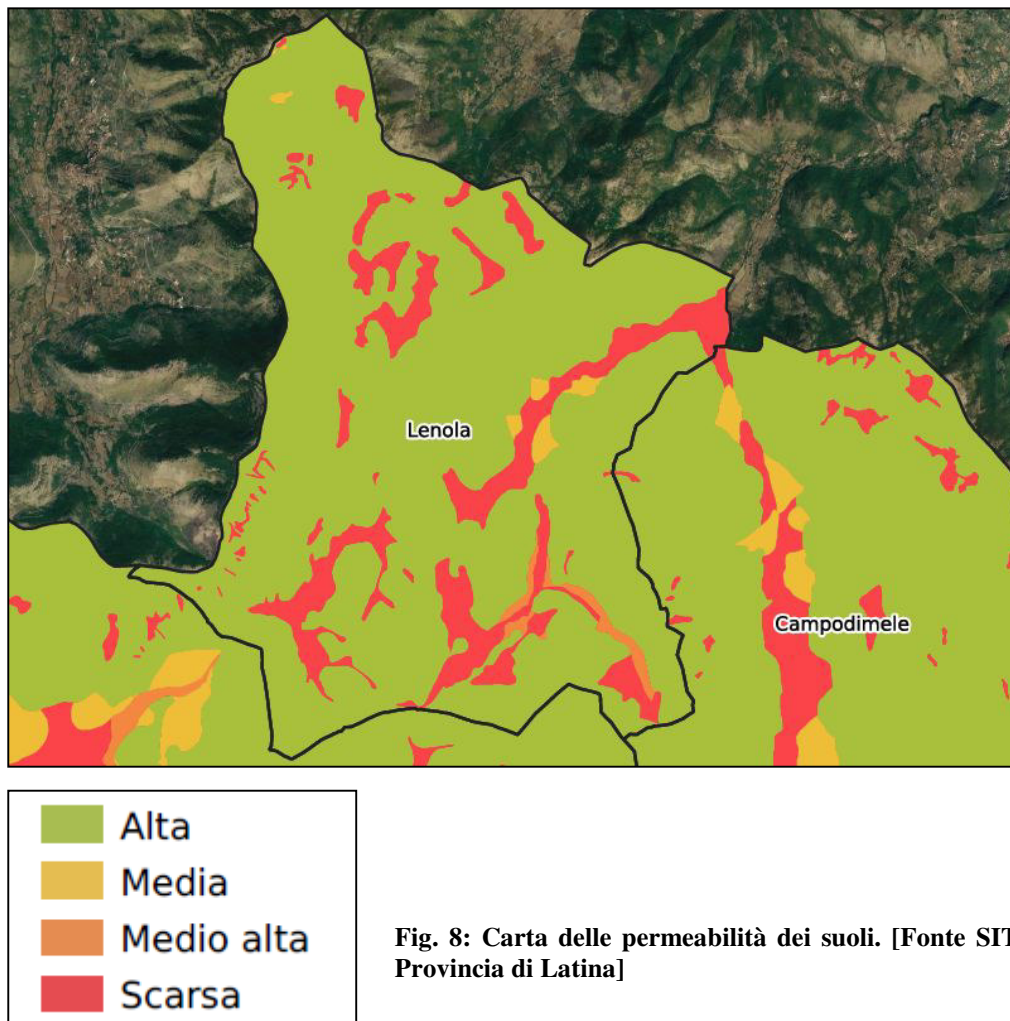 Lenola
Campodimele
Alta
Media
Medio alta
Scarsa
Fig. 8: Carta delle permeabilità dei suoli. [Fonte SIT
Provincia di Latina]